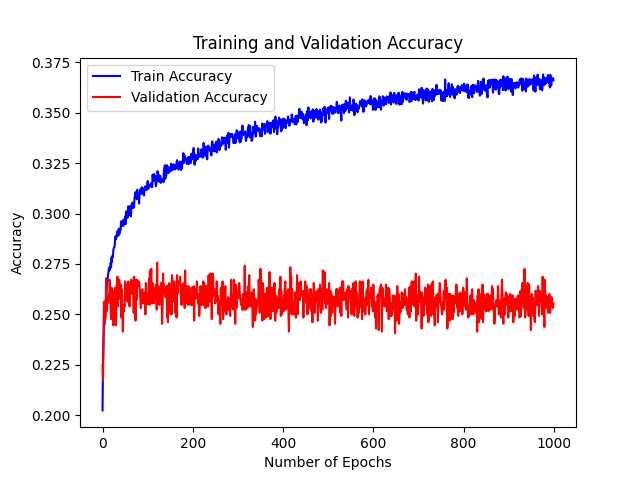 Training and Validation Accuracy
Train Accuracy
Validation Accuracy
Accuracy
0.375
0.350
0.325
0.300
0.275
0.250
0.225
0.200
0 200 400 600 800 1000
Number of Epochs